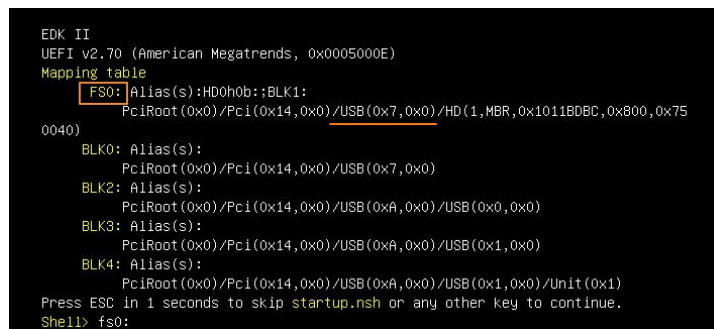 EDK II
UEFI v2.70 (American Megatrends, 0x0005000E)
Mapping table
FS0: Alias(s):HD0h0b:;BLK1:
PciRoot(0x0)/Pci(0x14,0x0)/USB(0x7,0x0)/HD(1,MBR,0x1011BDBC,0x800,0x75
0040)
BLK0: Alias(s):
PciRoot(0x0)/Pci(0x14,0x0)/USB(0x7,0x0)
BLK2: Alias(s):
PciRoot(0x0)/Pci(0x14,0x0)/USB(0xA,0x0)/USB(0x0,0x0)
BLK3: Alias(s):
PciRoot(0x0)/Pci(0x14,0x0)/USB(0xA,0x0)/USB(0x1,0x0)
BLK4: Alias(s):
PciRoot(0x0)/Pci(0x14,0x0)/USB(0xA,0x0)/USB(0x1,0x0)/Unit(0x1)
Press ESC in 1 seconds to skip startup.nsh or any other key to continue.
Shell> fs0: